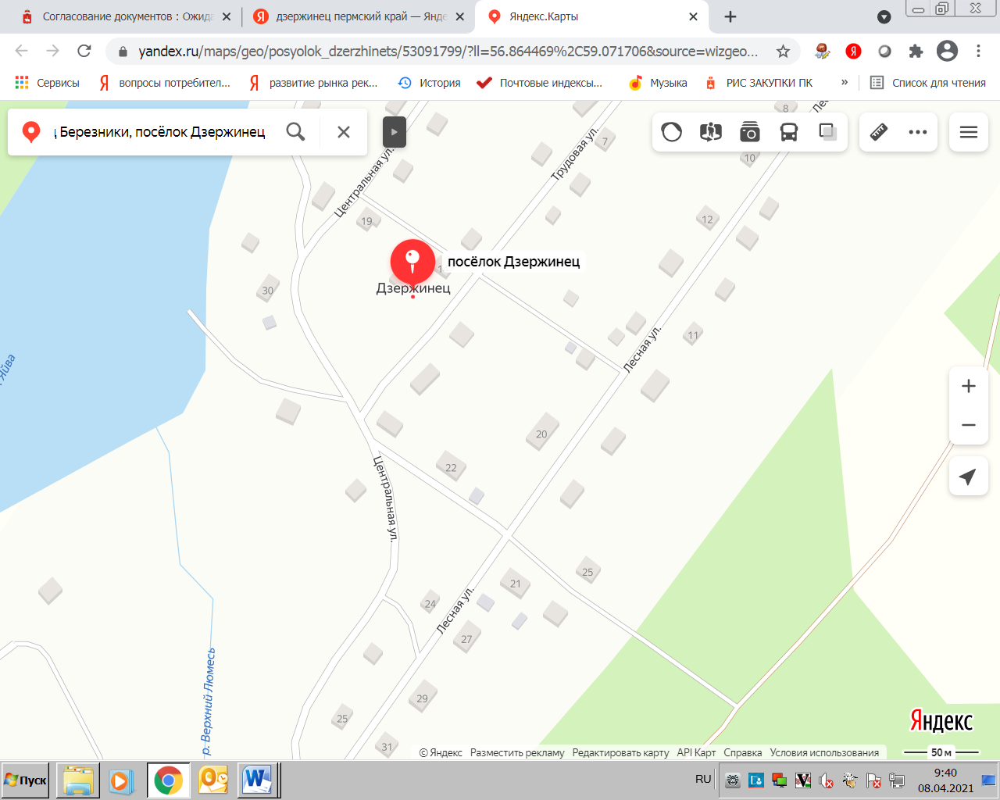 Согласование документов : Ожида
дзержинец пермский край — Янде
Яндекс.Карты
yandex.ru/maps/geo/posyolok_dzerzhinets/53091799/?ll=56.864469%2C59.071706&source=wizgeo...
Сервисы
вопросы потребител...
развитие рынка рек...
История
Почтовые индексы...
Музыка
РИС ЗАКУПКИ ПК
»
Список для чтения
д Березники, посёлок Дзержинец
8
Лес
7
10
Трудовая ул.
Центральная ул.
19
12
посёлок Дзержинец
1
Дзержинец
30
11
Лесная ул.
р. Яйва
20
22
Центральная ул.
25
21
24
Лесная ул.
27
р. Верхний Люмесь
29
25
31
Яндекс
© Яндекс Разместить рекламу Редактировать карту API Карт Справка Условия использования
50 м
Пуск
RU
9:40
08.04.2021